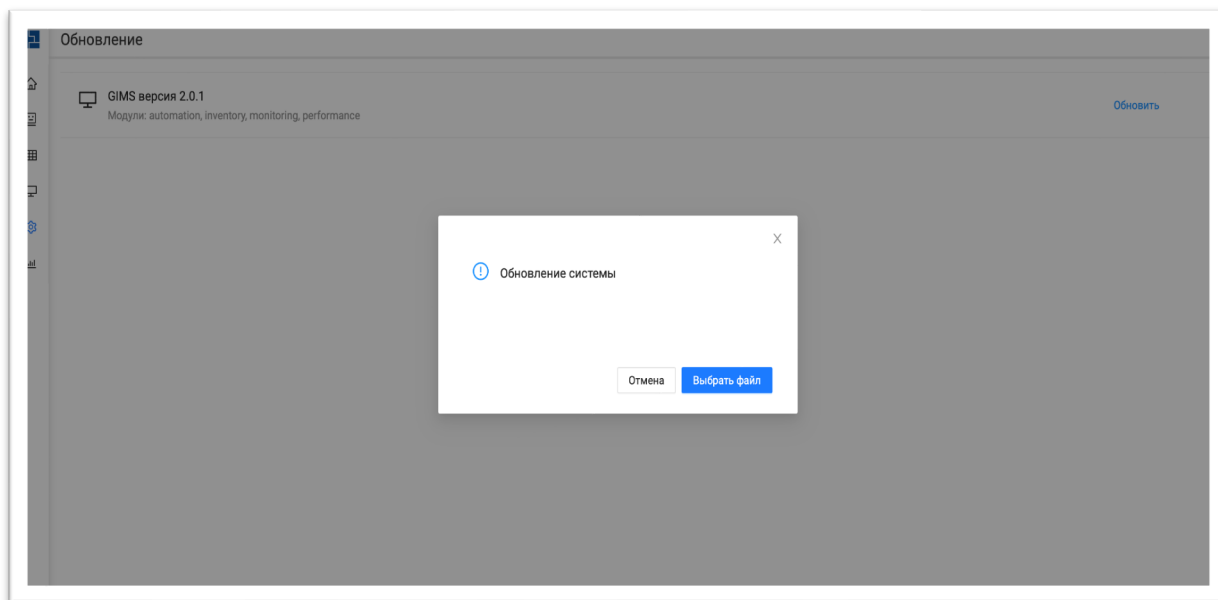 Обновление
GIMS версия 2.0.1
Модули: automation, inventory, monitoring, performance
Обновить
X
Обновление системы
Отмена
Выбрать файл